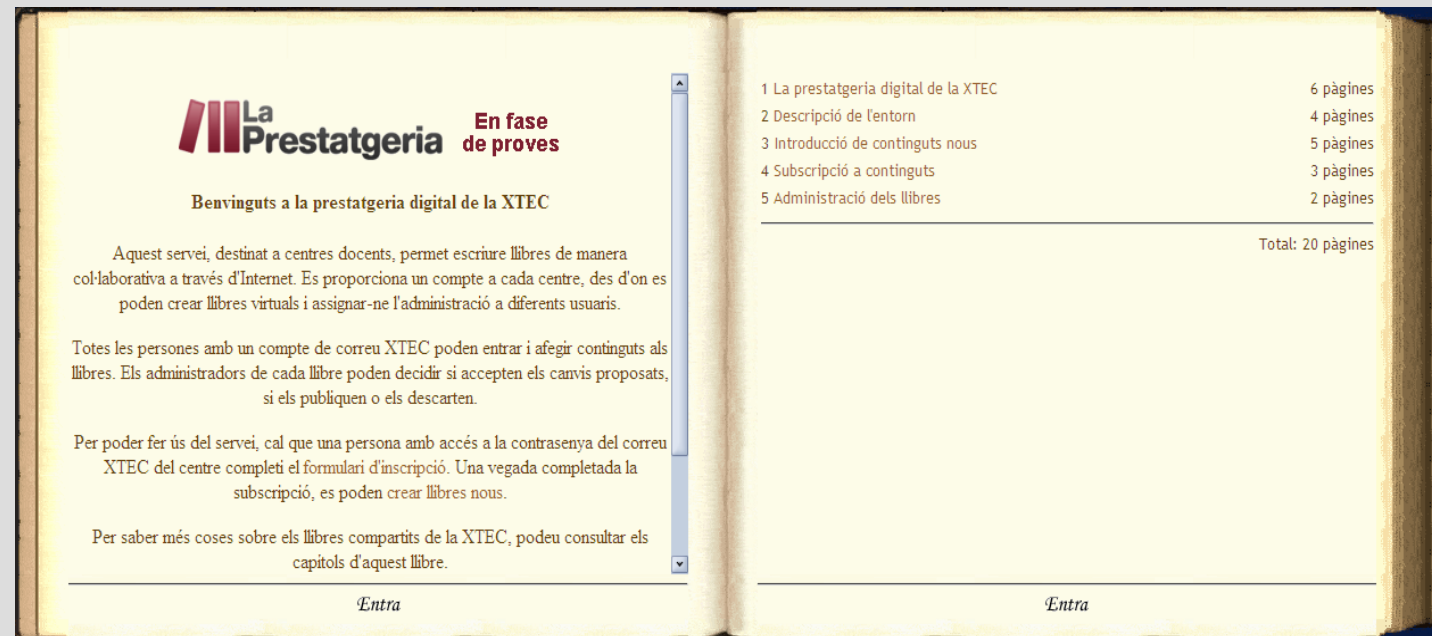 La
Prestatgeria
En fase
de proves
Benvinguts a la prestatgeria digital de la XTEC
Aquest servei, destinat a centres docents, permet escriure llibres de manera
col·laborativa a través d'Internet. Es proporciona un compte a cada centre, des d'on es
poden crear llibres virtuals i assignar-ne l'administració a diferents usuaris.
Totes les persones amb un compte de correu XTEC poden entrar i afegir continguts als
llibres. Els administradors de cada llibre poden decidir si accepten els canvis proposats,
si els publiquen o els descarten.
Per poder fer ús del servei, cal que una persona amb accés a la contrasenya del correu
XTEC del centre completi el formulari d'inscripció. Una vegada completada la
subscripció, es poden crear llibres nous.
Per saber més coses sobre els llibres compartits de la XTEC, podeu consultar els
capítols d'aquest llibre.
Entra
1 La prestatgeria digital de la XTEC 6 pàgines
2 Descripció de l'entorn 4 pàgines
3 Introducció de continguts nous 5 pàgines
4 Subscripció a continguts 3 pàgines
5 Administració dels llibres 2 pàgines
Total: 20 pàgines
Entra